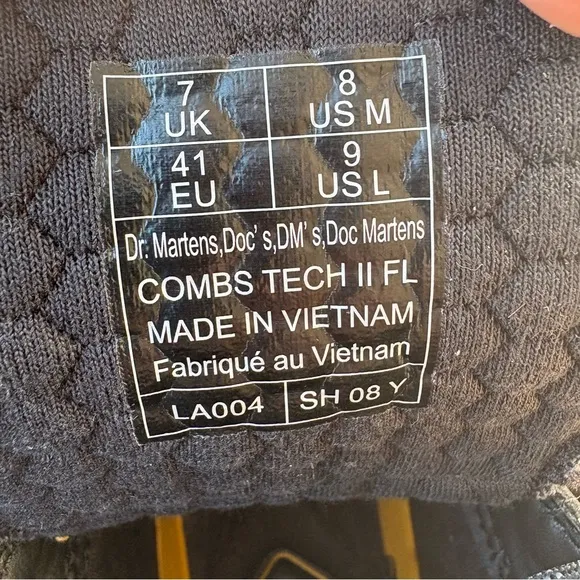 7 UK
8 US M
41 EU
9 US L
Dr. Martens,Doc's,DM's,Doc Martens
COMBS TECH II FL
MADE IN VIETNAM
Fabriqué au Vietnam
LA004
SH 08 Y